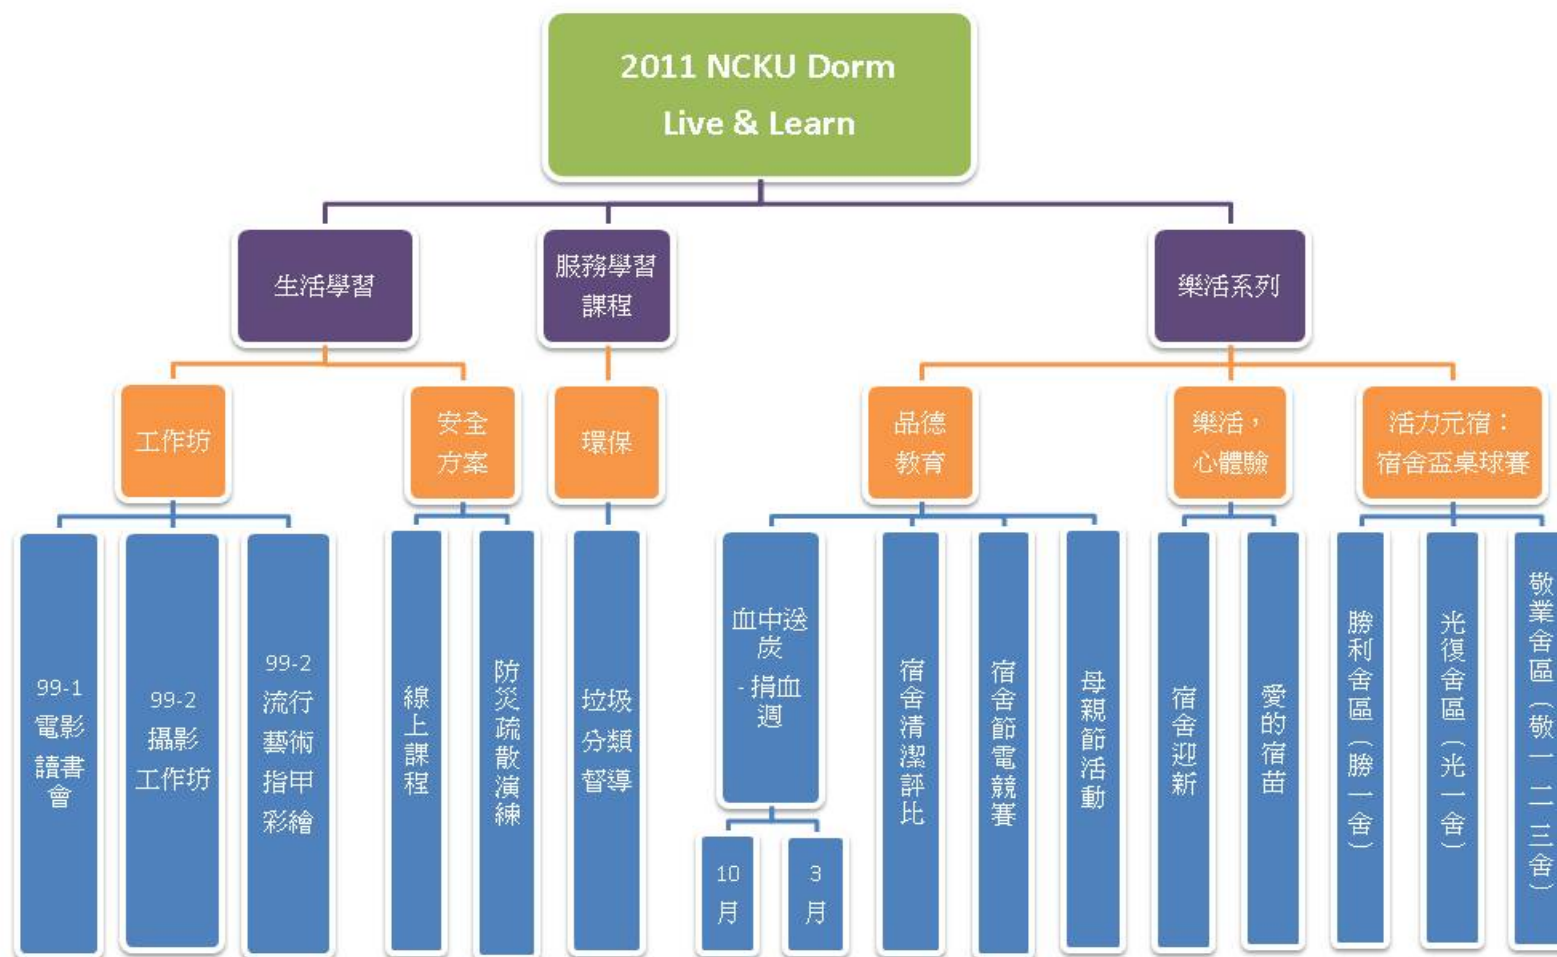 2011 NCKU Dorm
Live & Learn
生活學習
服務學習
課程
樂活系列
工作坊
安全
方案
環保
品德
教育
樂活，
心體驗
活力元宿：
宿舍盃桌球賽
99-1
電影
讀書
會
99-2
攝影
工作坊
99-2
流行
藝術
指甲
彩繪
線上課程
防災疏散演練
垃圾
分類
督導
血中送
炭
- 捐血
週
10
月
3
月
宿舍清潔評比
宿舍節電競賽
母親節活動
宿舍迎新
愛的宿苗
勝利舍區（勝一舍）
光復舍區（光一舍）
敬業舍區（敬一二三舍）